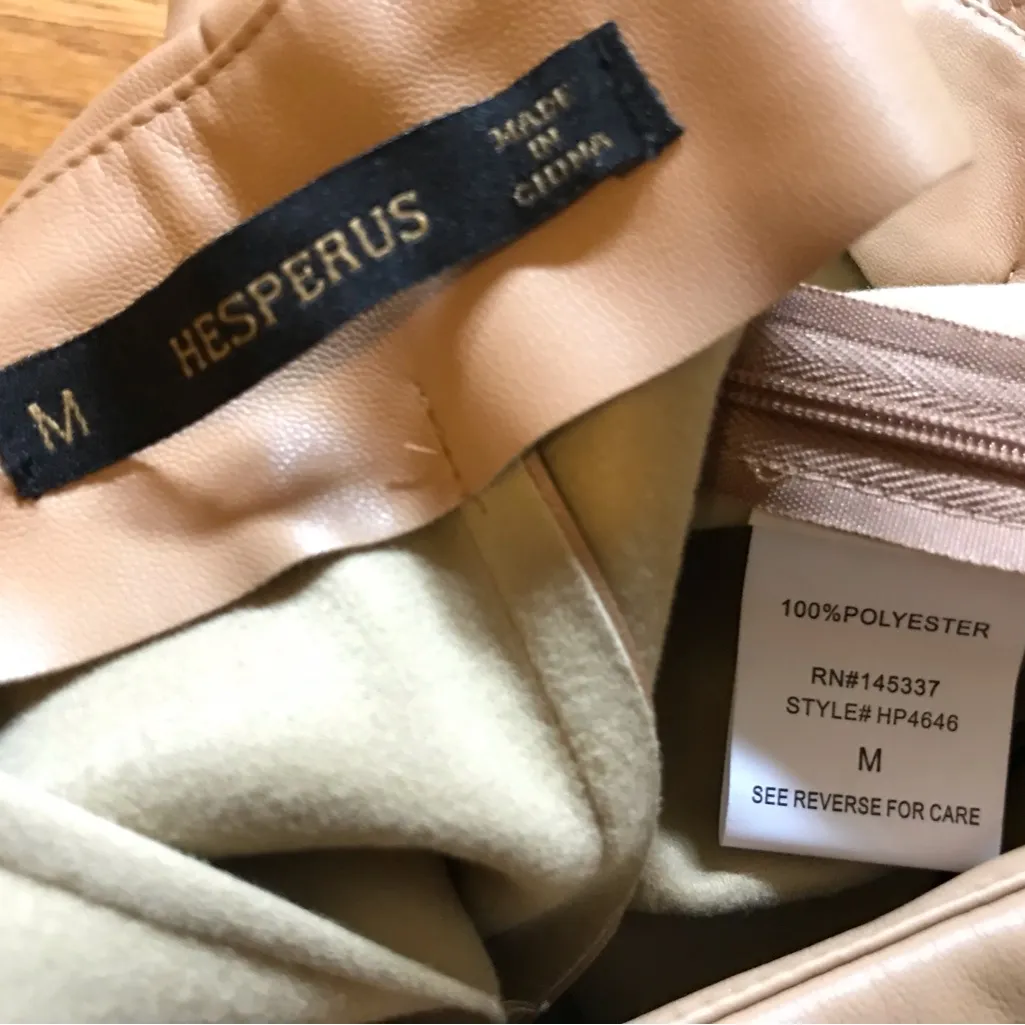 M
HESPERUS
MADE
IN
CHINA
100%POLYESTER
RN#145337
STYLE# HP4646
M
SEE REVERSE FOR CARE